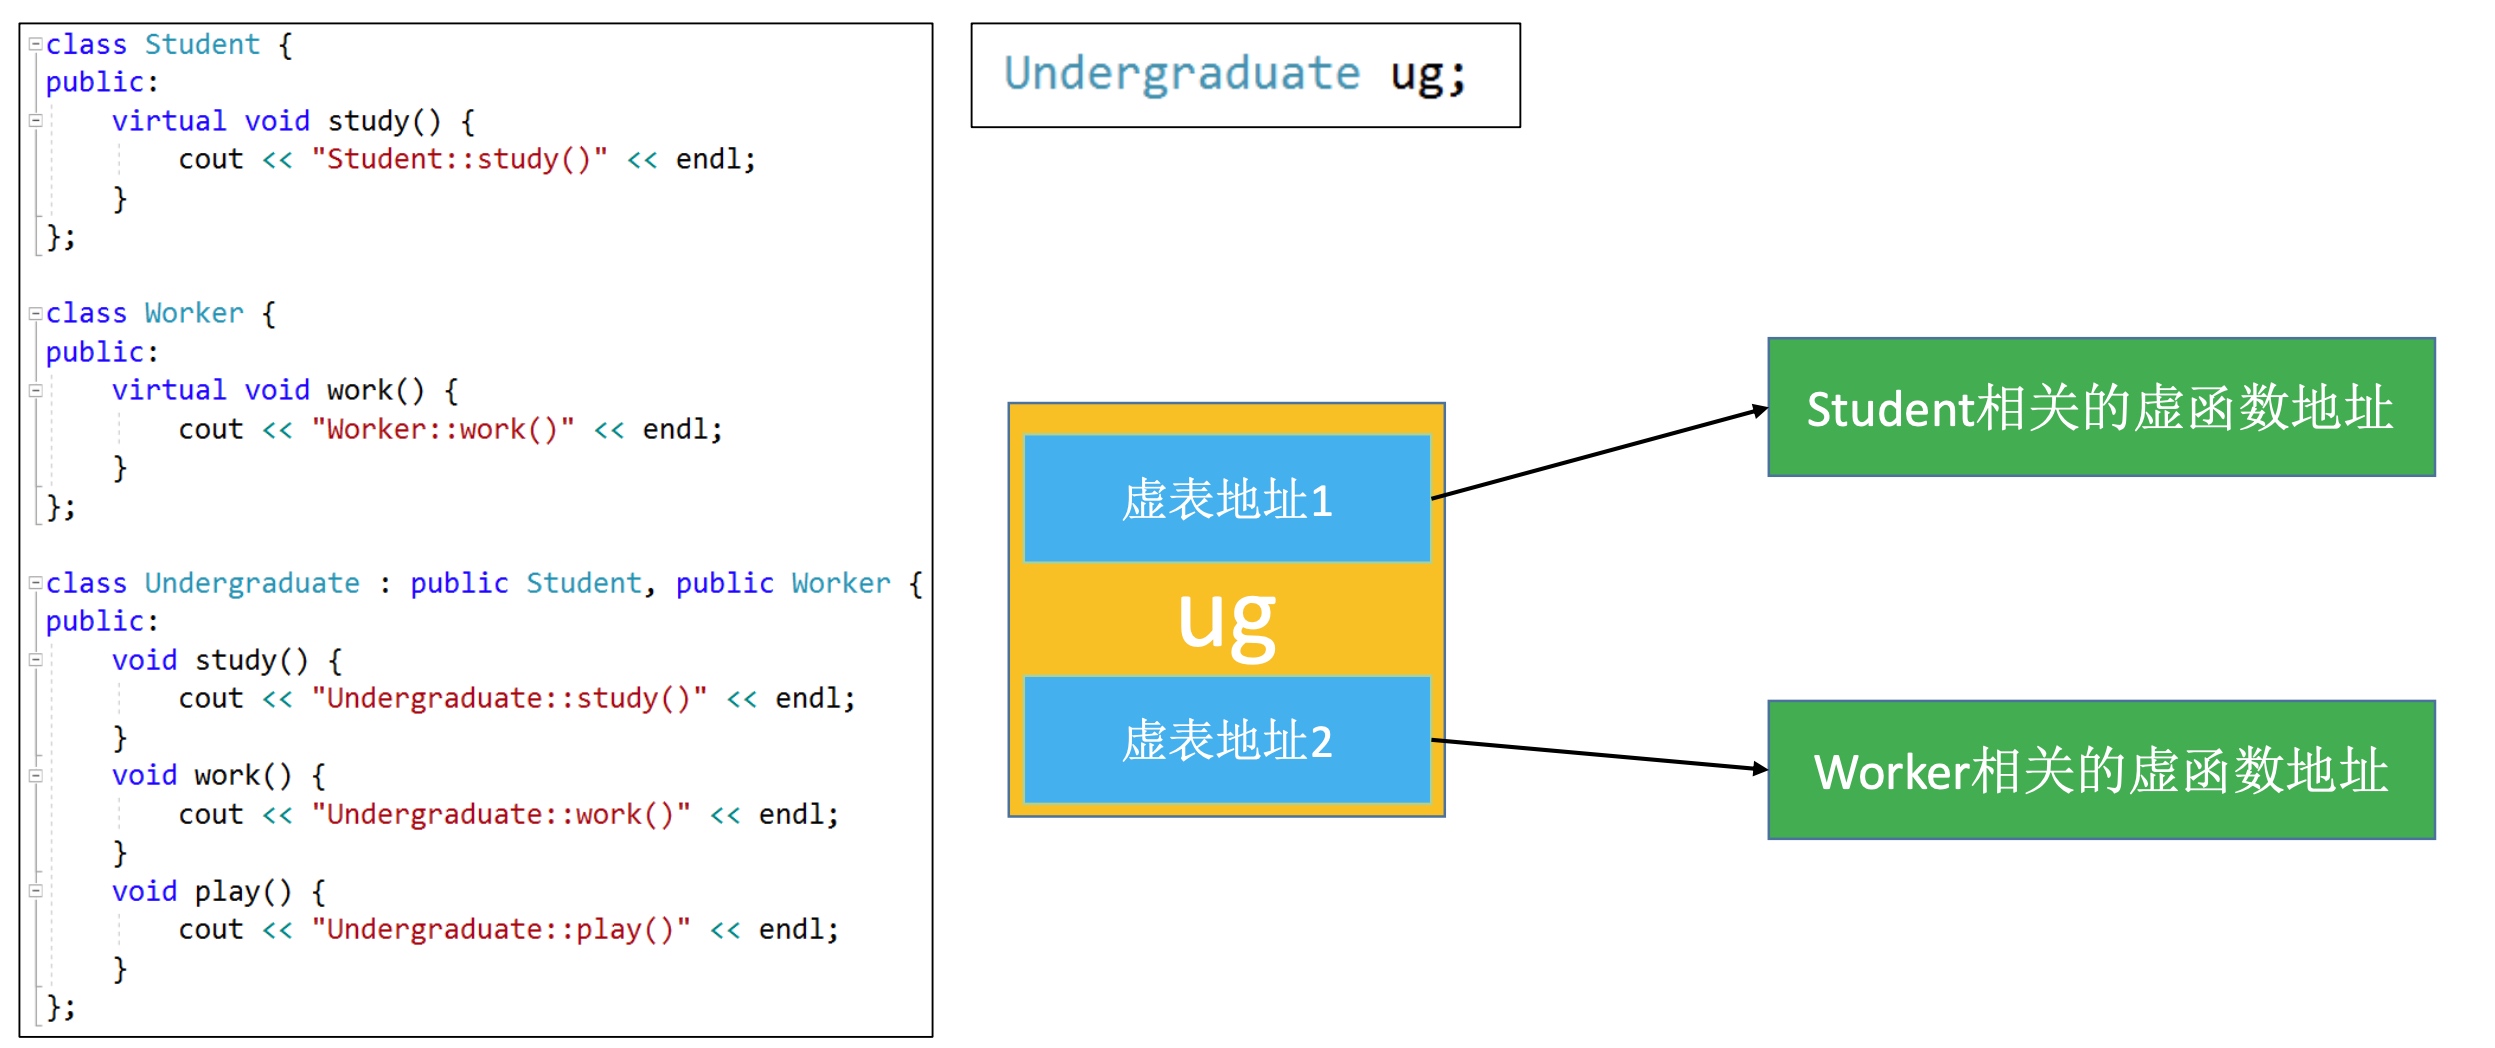 class Student {
public:
    virtual void study() {
        cout << "Student::study()" << endl;
    }
};
class Worker {
public:
    virtual void work() {
        cout << "Worker::work()" << endl;
    }
};
class Undergraduate : public Student, public Worker {
public:
    void study() {
        cout << "Undergraduate::study()" << endl;
    }
    void work() {
        cout << "Undergraduate::work()" << endl;
    }
    void play() {
        cout << "Undergraduate::play()" << endl;
    }
};
Undergraduate ug;
虚表地址1
ug
虚表地址2
Student相关的虚函数地址
Worker相关的虚函数地址